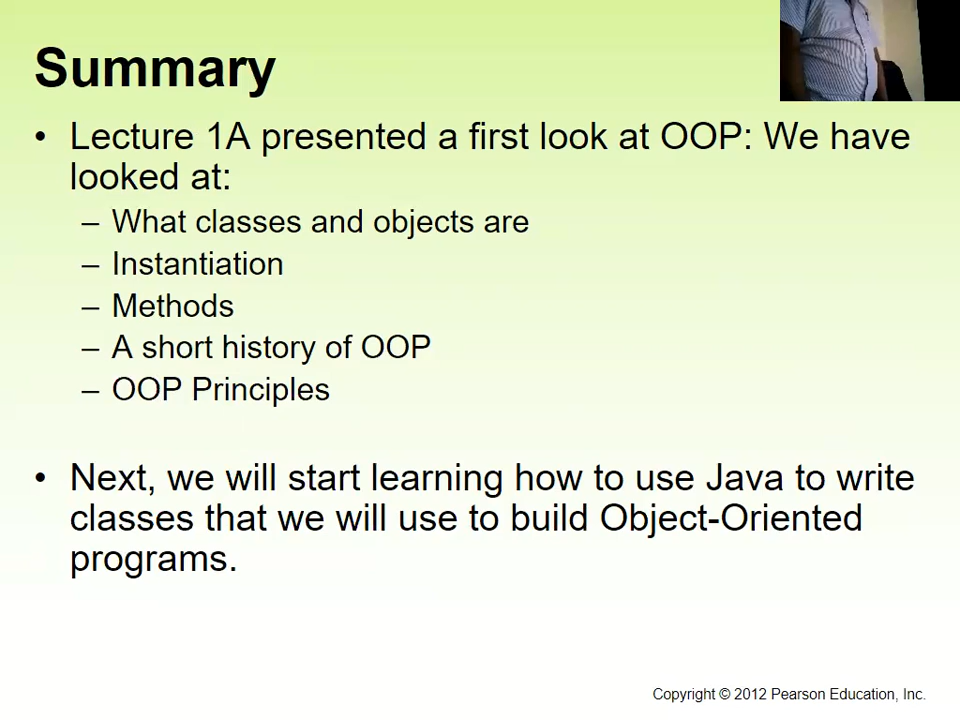 Summary
• Lecture 1A presented a first look at OOP: We have
looked at:
– What classes and objects are
– Instantiation
– Methods
– A short history of OOP
– OOP Principles
• Next, we will start learning how to use Java to write
classes that we will use to build Object-Oriented
programs.
Copyright © 2012 Pearson Education, Inc.